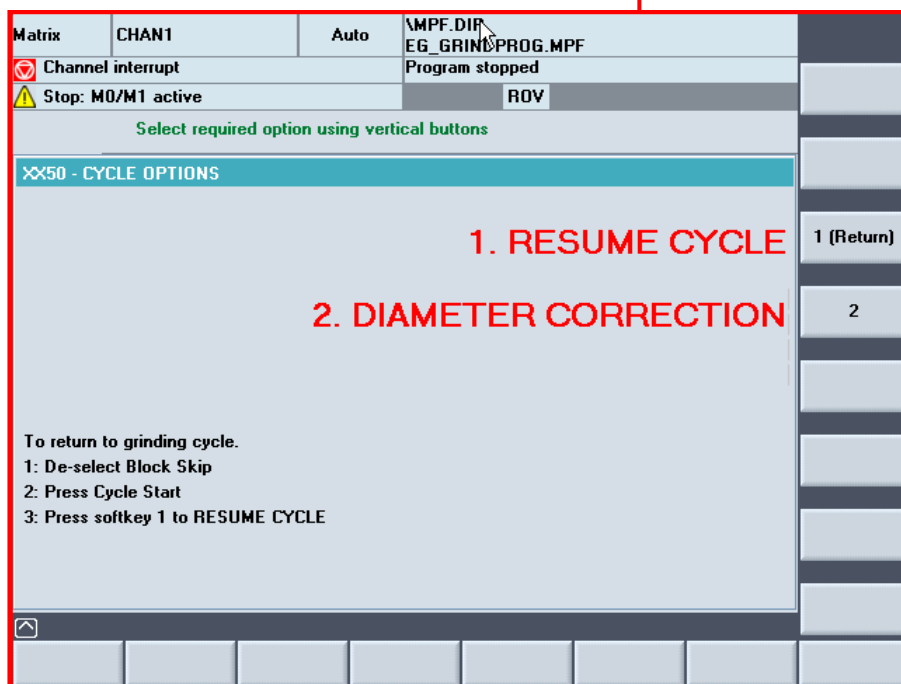 Matrix CHAN1 Auto \MPF.DIR
EG_GRINDPROG.MPF
Channel interrupt Program stopped
Stop: M0/M1 active ROV
Select required option using vertical buttons
XX50 - CYCLE OPTIONS
1. RESUME CYCLE 1 (Return)
2. DIAMETER CORRECTION 2
To return to grinding cycle.
1: De-select Block Skip
2: Press Cycle Start
3: Press softkey 1 to RESUME CYCLE